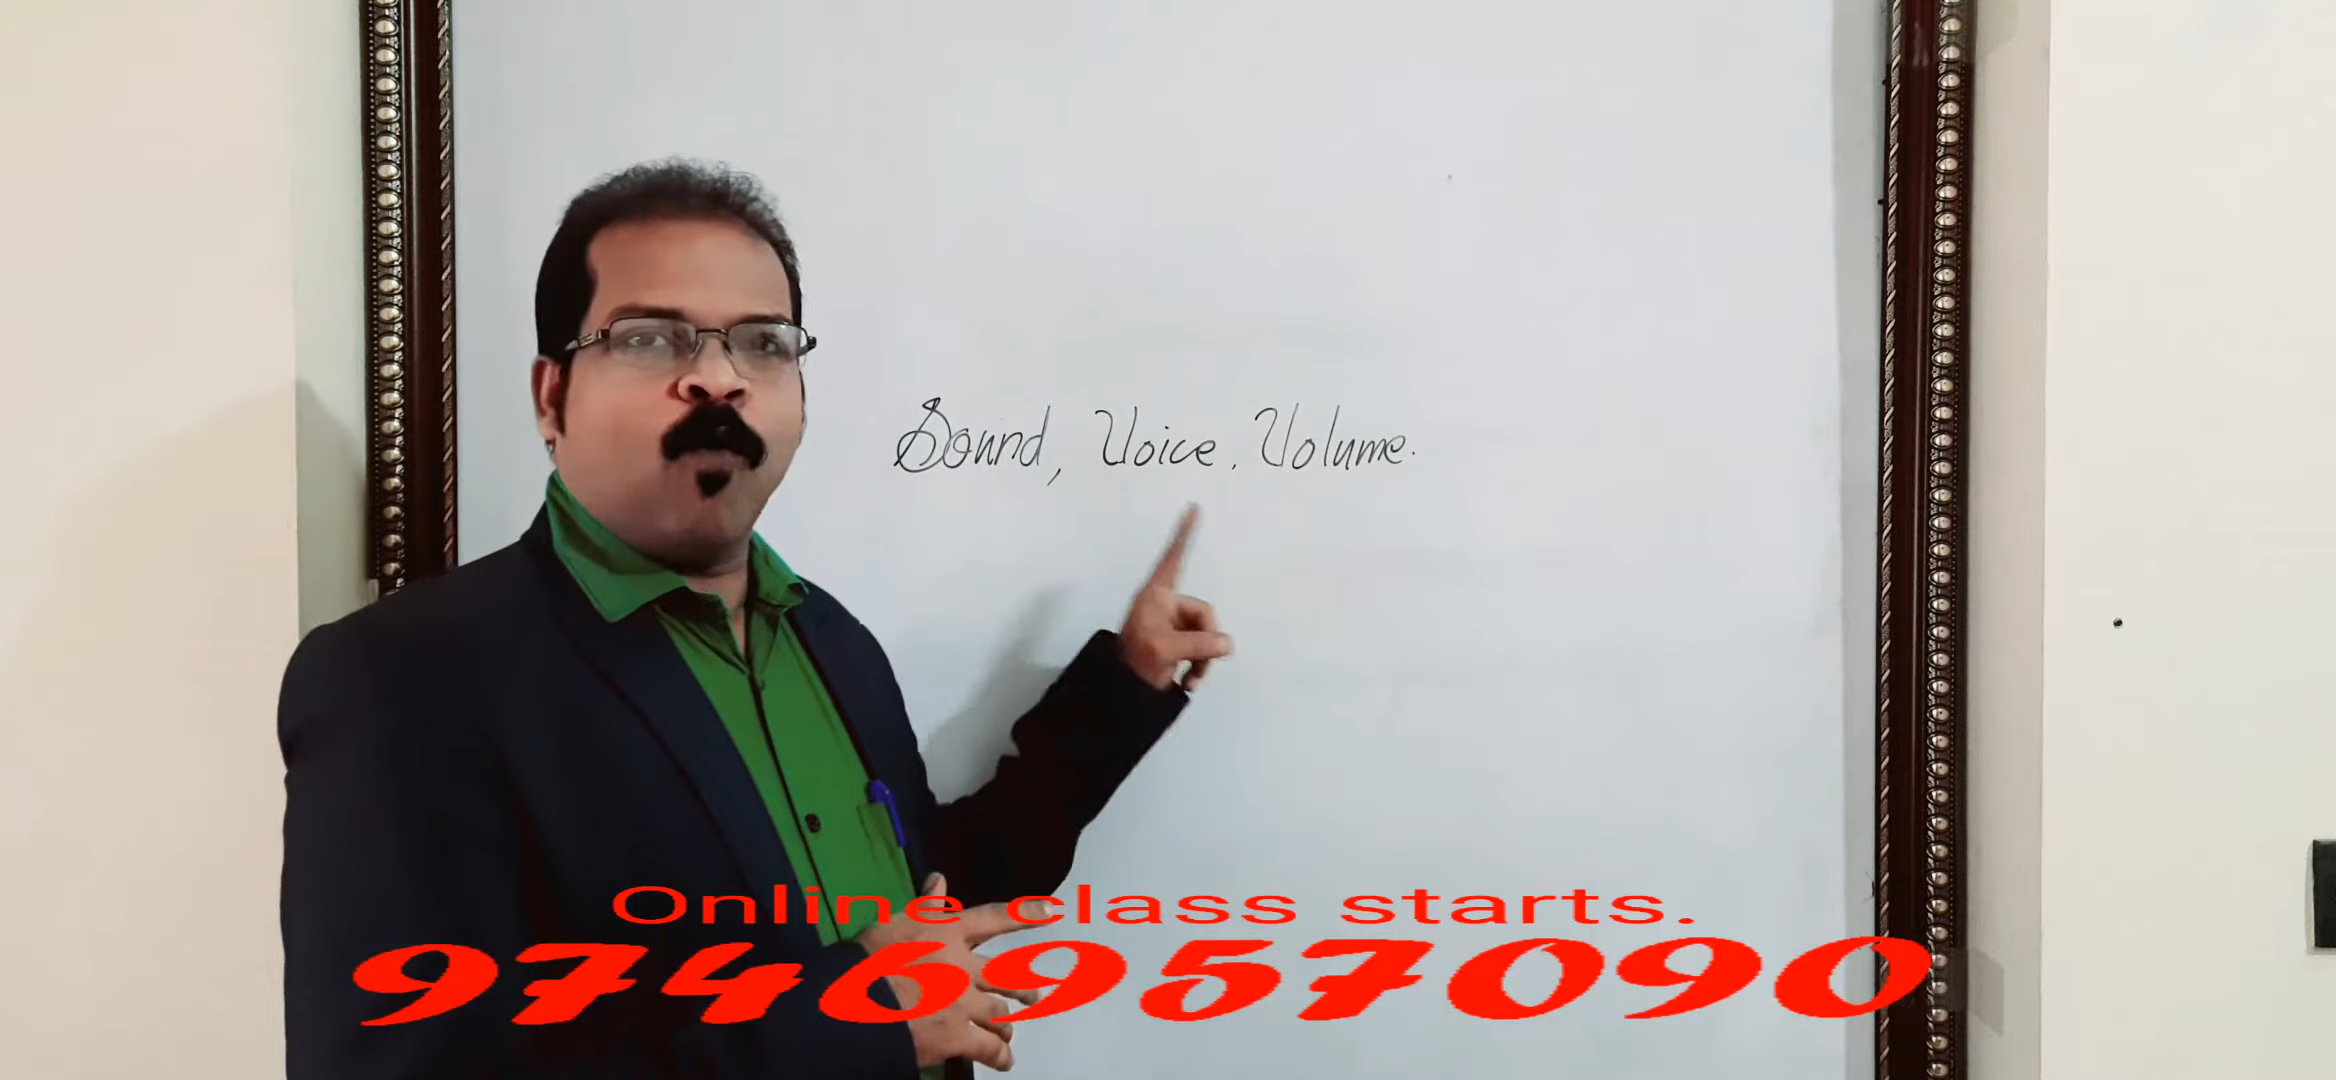 Sound, Voice, Volume.
Online class starts.
9746957090